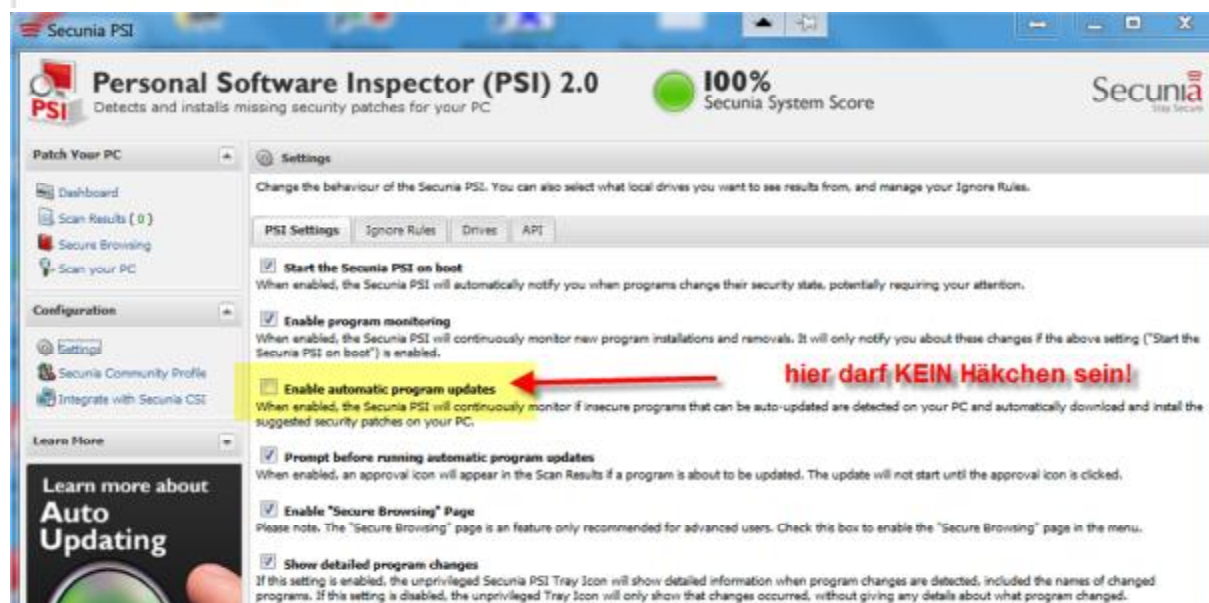 Secunia PSI
PSI
Personal Software Inspector (PSI) 2.0
Detects and installs missing security patches for your PC
100%
Secunia System Score
Secunia
Stay Secure
Patch Your PC
Dashboard
Scan Results ( 0 )
Secure Browsing
Scan your PC
Configuration
Settings
Secunia Community Profile
Integrate with Secunia CSI
Learn More
Learn more about
Auto
Updating
Settings
Change the behaviour of the Secunia PSI. You can also select what local drives you want to see results from, and manage your Ignore Rules.
PSI Settings Ignore Rules Drives API
Start the Secunia PSI on boot
When enabled, the Secunia PSI will automatically notify you when programs change their security state, potentially requiring your attention.
Enable program monitoring
When enabled, the Secunia PSI will continuously monitor new program installations and removals. It will only notify you about these changes if the above setting ("Start the
Secunia PSI on boot") is enabled.
Enable automatic program updates
hier darf KEIN Häkchen sein!
When enabled, the Secunia PSI will continuously monitor if insecure programs that can be auto-updated are detected on your PC and automatically download and install the
suggested security patches on your PC.
Prompt before running automatic program updates
When enabled, an approval icon will appear in the Scan Results if a program is about to be updated. The update will not start until the approval icon is clicked.
Enable "Secure Browsing" Page
Please note. The "Secure Browsing" page is an feature only recommended for advanced users. Check this box to enable the "Secure Browsing" page in the menu.
Show detailed program changes
If this setting is enabled, the unprivileged Secunia PSI Tray Icon will show detailed information when program changes are detected, included the names of changed
programs. If this setting is disabled, the unprivileged Tray Icon will only show that changes occurred, without giving any details about what program changed.